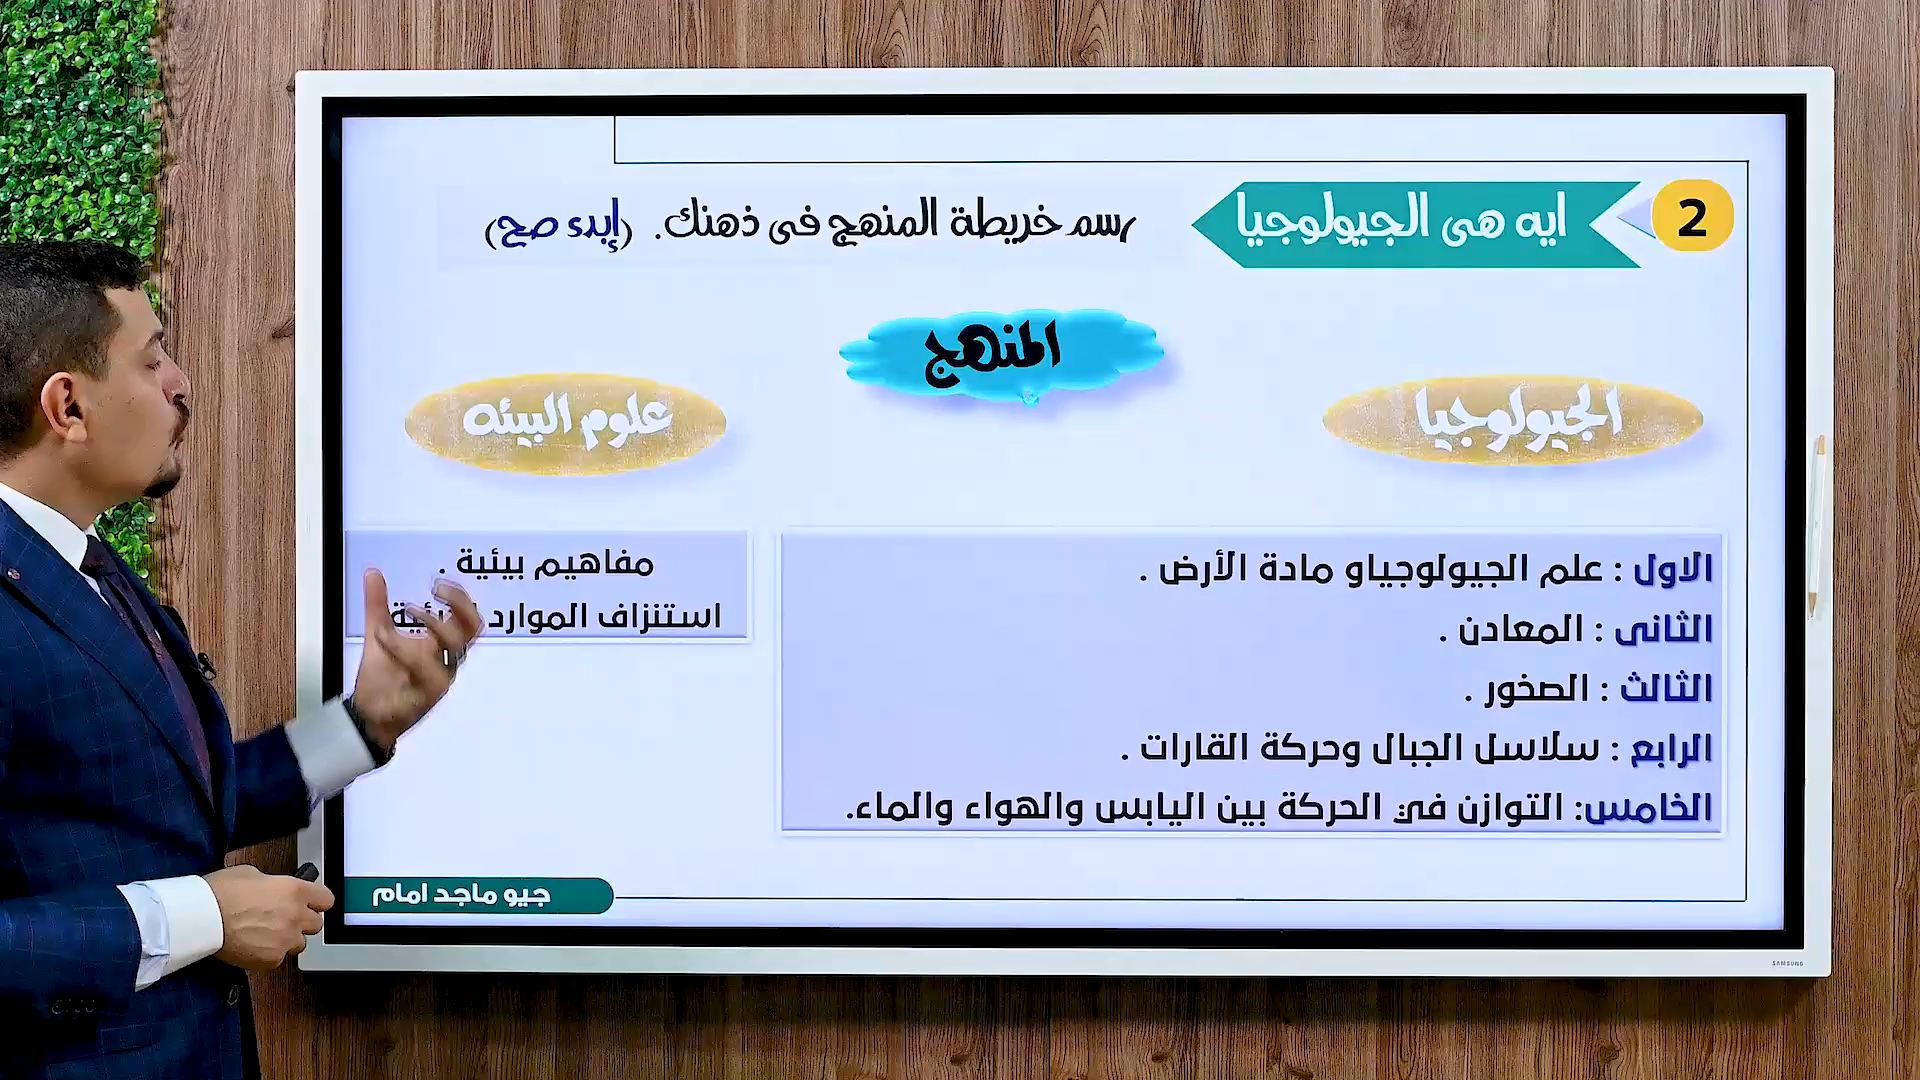 2
ايه هى الجيولوجيا
رسم خريطة المنهج فى ذهنك. (إبدء صح)
المنهج
الجيولوجيا
علوم البيئه
الاول : علم الجيولوجياو مادة الأرض .
الثانى : المعادن .
الثالث : الصخور .
الرابع : سلاسل الجبال وحركة القارات .
الخامس: التوازن في الحركة بين اليابس والهواء والماء.
مفاهيم بيئية .
استنزاف الموارد
جيو ماجد امام
SAMSUNG